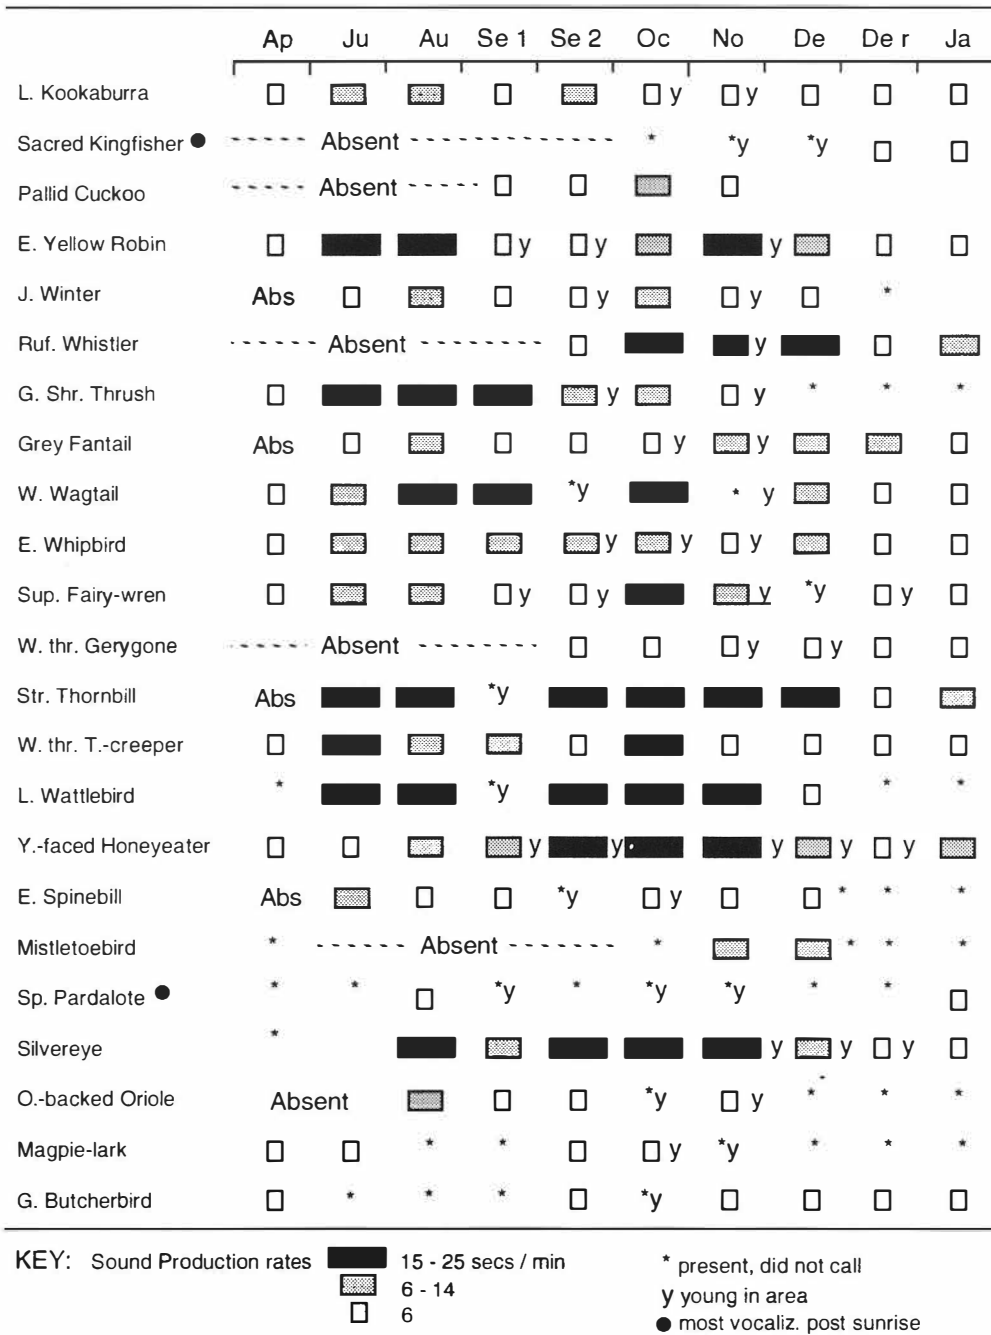 Ap Ju Au Se 1 Se 2 Oc No De De r Ja
L. Kookaburra y y
Sacred Kingfisher ● Absent * *y *y
Pallid Cuckoo Absent
E. Yellow Robin y y y
J. Winter Abs y y *
Ruf. Whistler Absent y
G. Shr. Thrush y y * * *
Grey Fantail Abs y y
W. Wagtail *y * y
E. Whipbird y y y
Sup. Fairy-wren y y y *y y
W. thr. Gerygone Absent y y
Str. Thornbill Abs *y
W. thr. T.-creeper
L. Wattlebird * *y * *
Y.-faced Honeyeater y y y y y
E. Spinebill Abs *y y * * *
Mistletoebird * Absent * * * *
Sp. Pardalote ● * * *y * *y *y * *
Silvereye * y y y
O.-backed Oriole Absent *y y * * *
Magpie-lark * * y *y * * *
G. Butcherbird * * * *y
KEY: Sound Production rates 15 - 25 secs / min * present, did not call
6 - 14 y young in area
6 ● most vocaliz. post sunrise